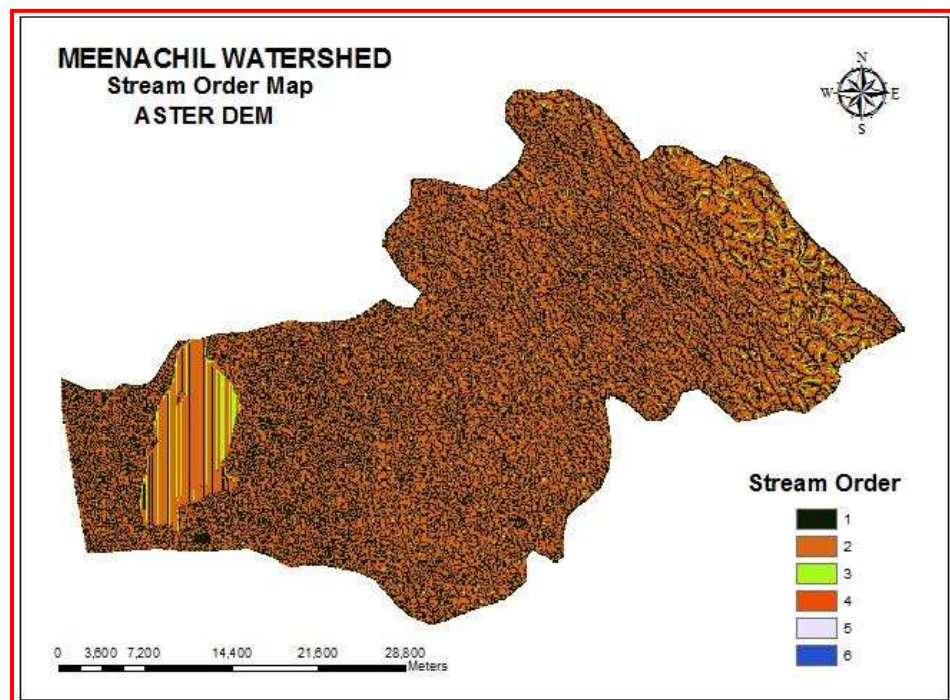 MEENACHIL WATERSHED
Stream Order Map
ASTER DEM
N
W E
S
Stream Order
1
2
3
4
5
6
0 3,600 7,200 14,400 21,600 28,800
Meters